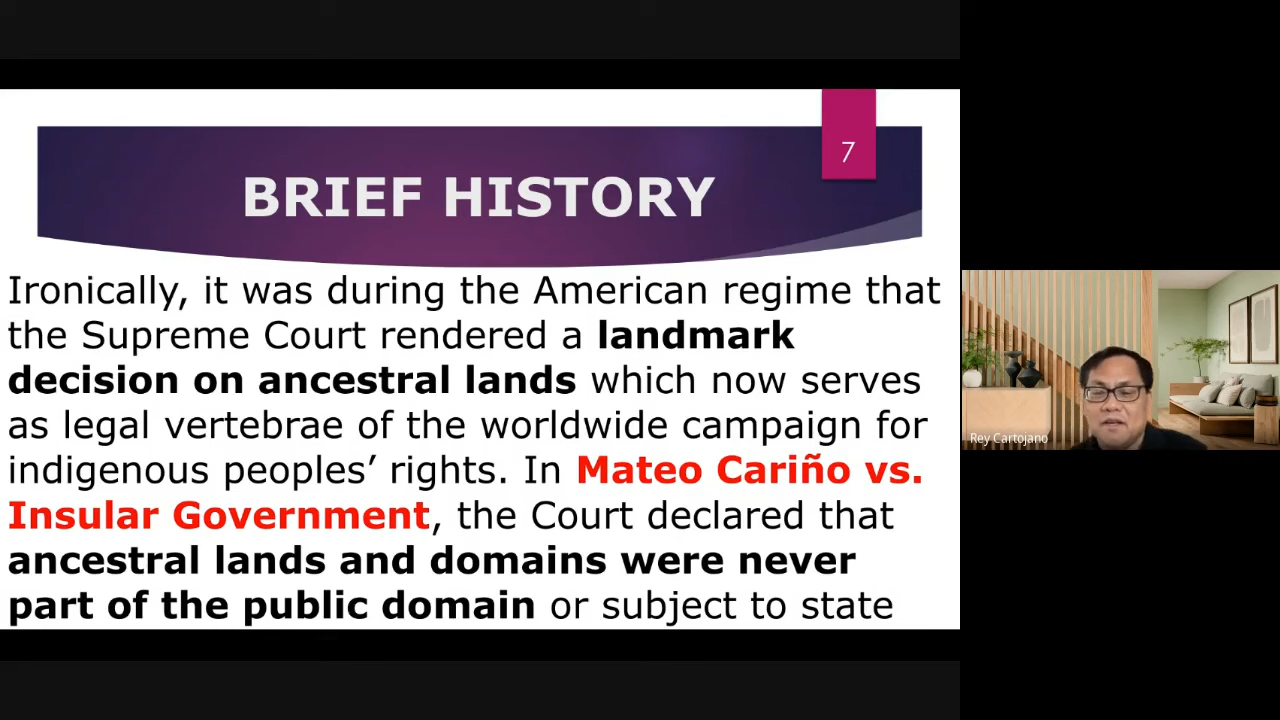 7
BRIEF HISTORY
Ironically, it was during the American regime that
the Supreme Court rendered a landmark
decision on ancestral lands which now serves
as legal vertebrae of the worldwide campaign for
indigenous peoples’ rights. In Mateo Cariño vs.
Insular Government, the Court declared that
ancestral lands and domains were never
part of the public domain or subject to state
Rey Cartojano